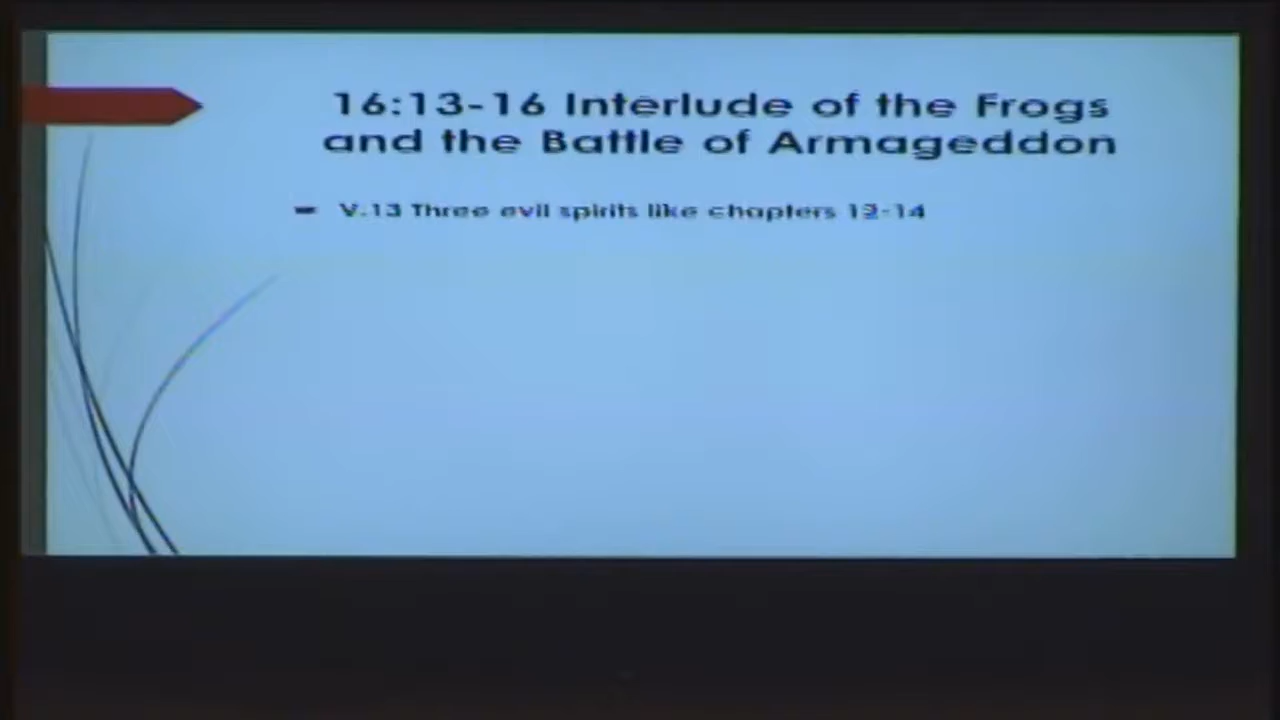 16:13-16 Interlude of the Frogs
and the Battle of Armageddon
V.13 Three evil spirits like chapters 12-14